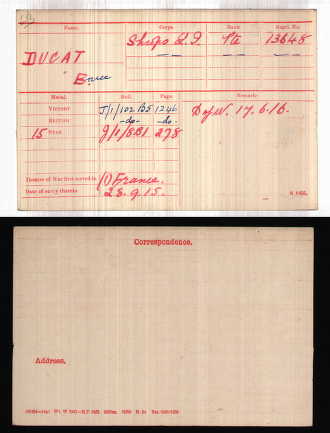 Name. Corps. Rank Regtl. No.
DUCAT Shrops L.I. Pte 13648
Bruce
Medal. Roll. Page. Remarks
Victory J/1/102 B5 1246 D of W. 17.6.16.
British -do- -do-
15 Star J/1/8B1 278
Theatre of War first served in (1) France.
Date of entry therein 28.9.15.
Correspondence.
Address.